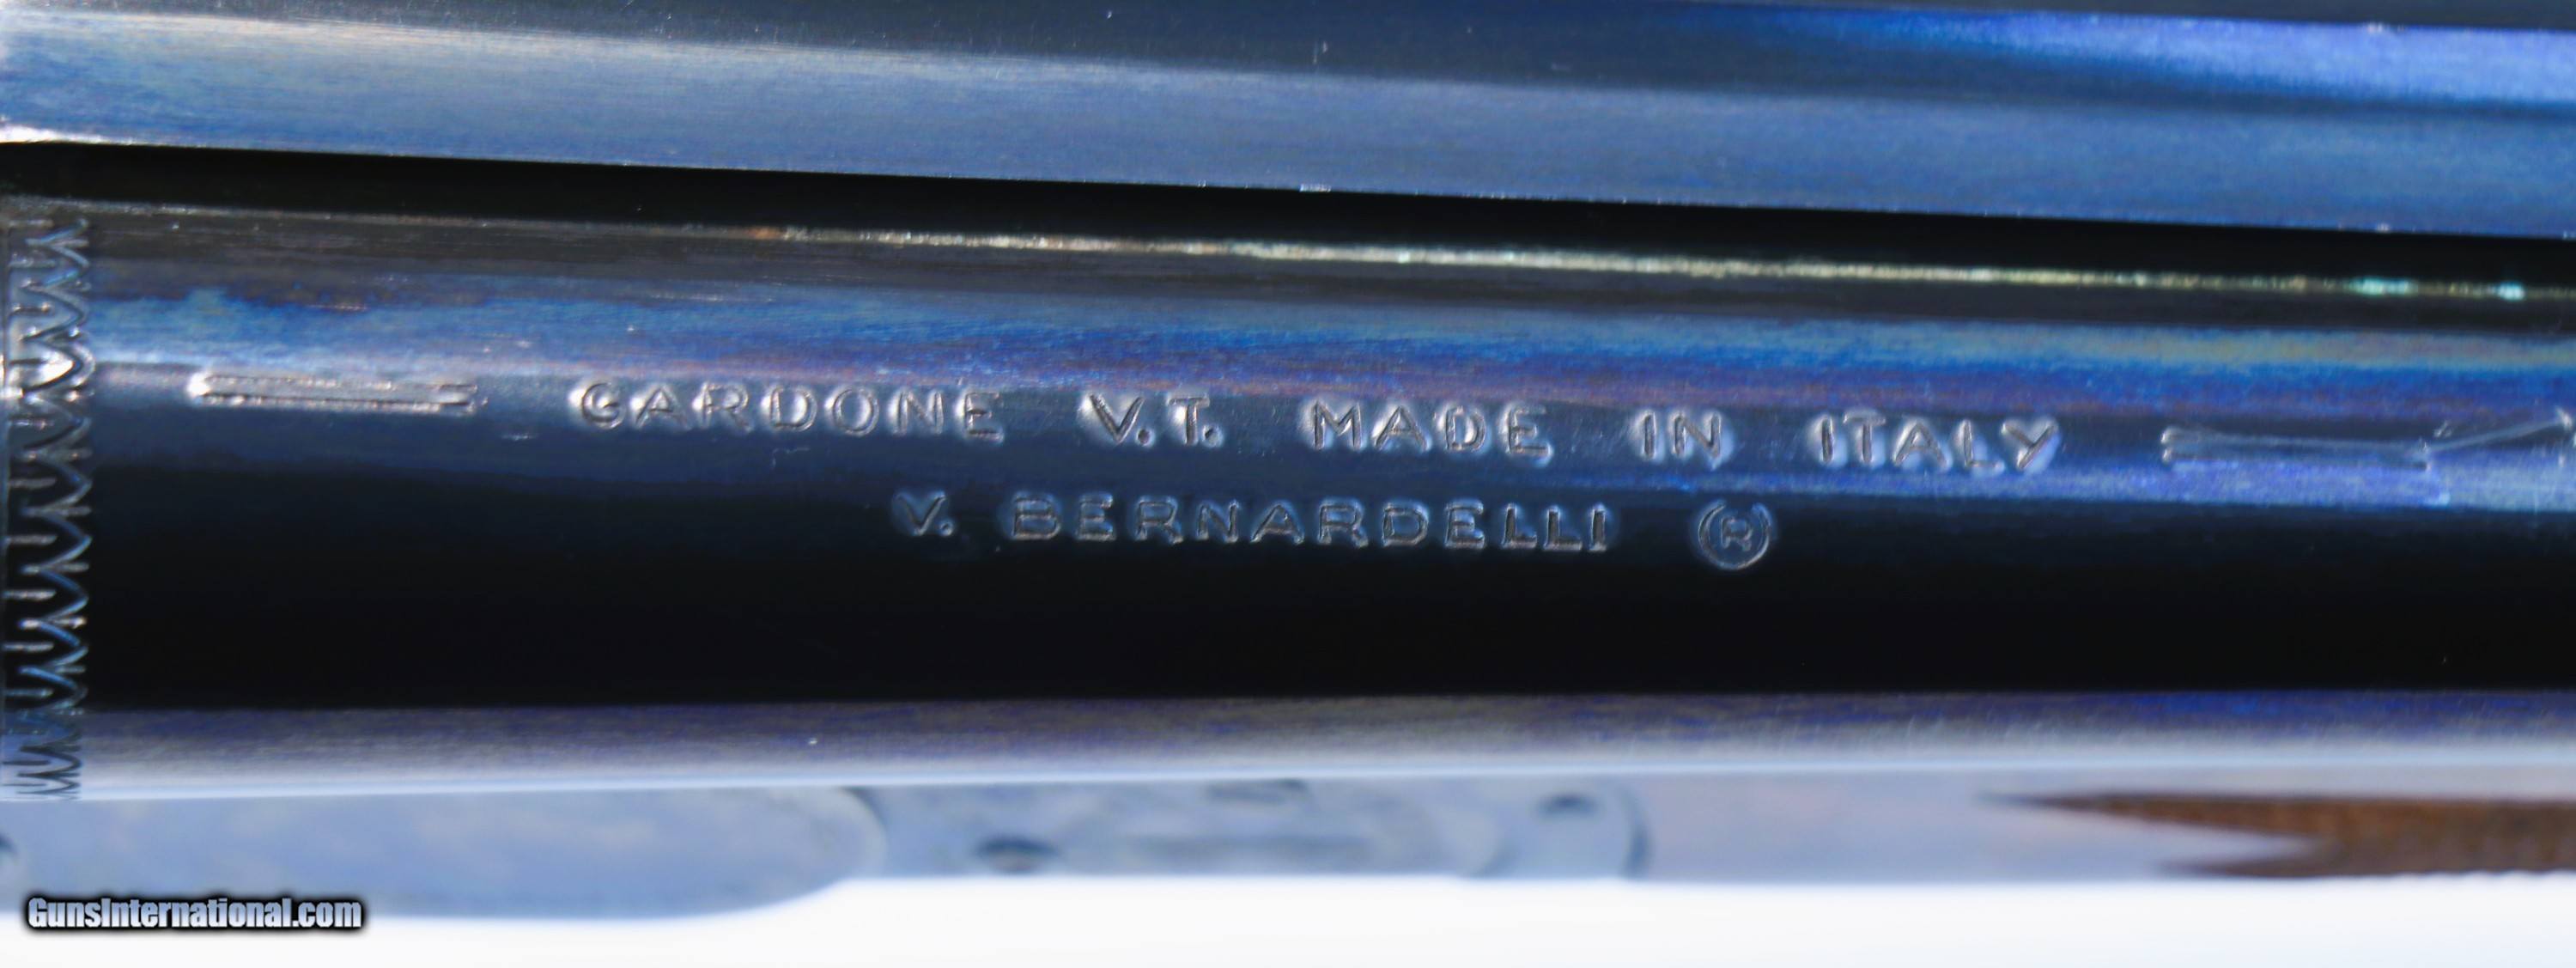 GARDONE V.T. MADE IN ITALY
V. BERNARDELLI ®
GunsInternational.com